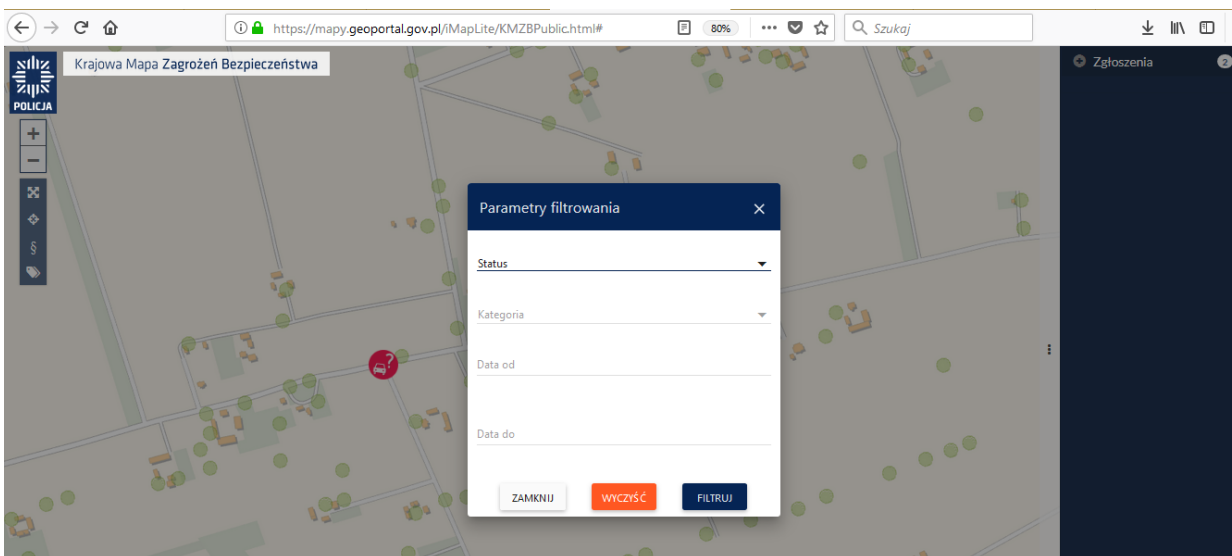 https://mapy.geoportal.gov.pl/iMapLite/KMZBPublic.html#
80%
Szukaj
POLICJA
Krajowa Mapa Zagrożeń Bezpieczeństwa
Zgłoszenia
2
+
−
§
?
Parametry filtrowania
Status
Kategoria
Data od
Data do
ZAMKNIJ
WYCZYŚĆ
FILTRUJ